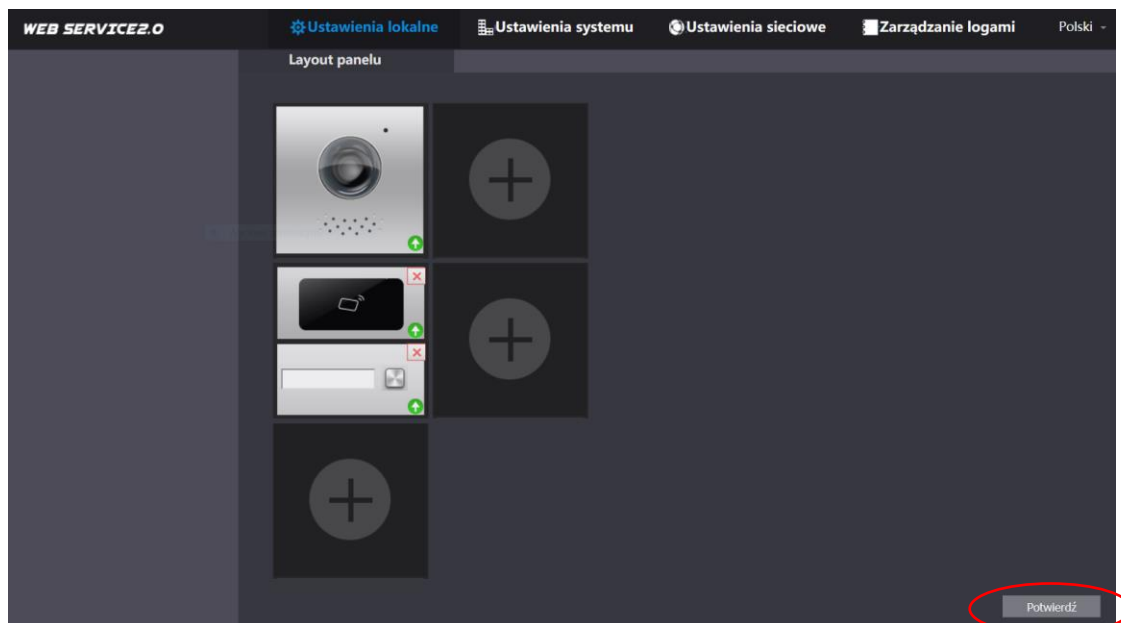 WEB SERVICE2.0 Ustawienia lokalne Ustawienia systemu Ustawienia sieciowe Zarządzanie logami Polski
Layout panelu
Potwierdź